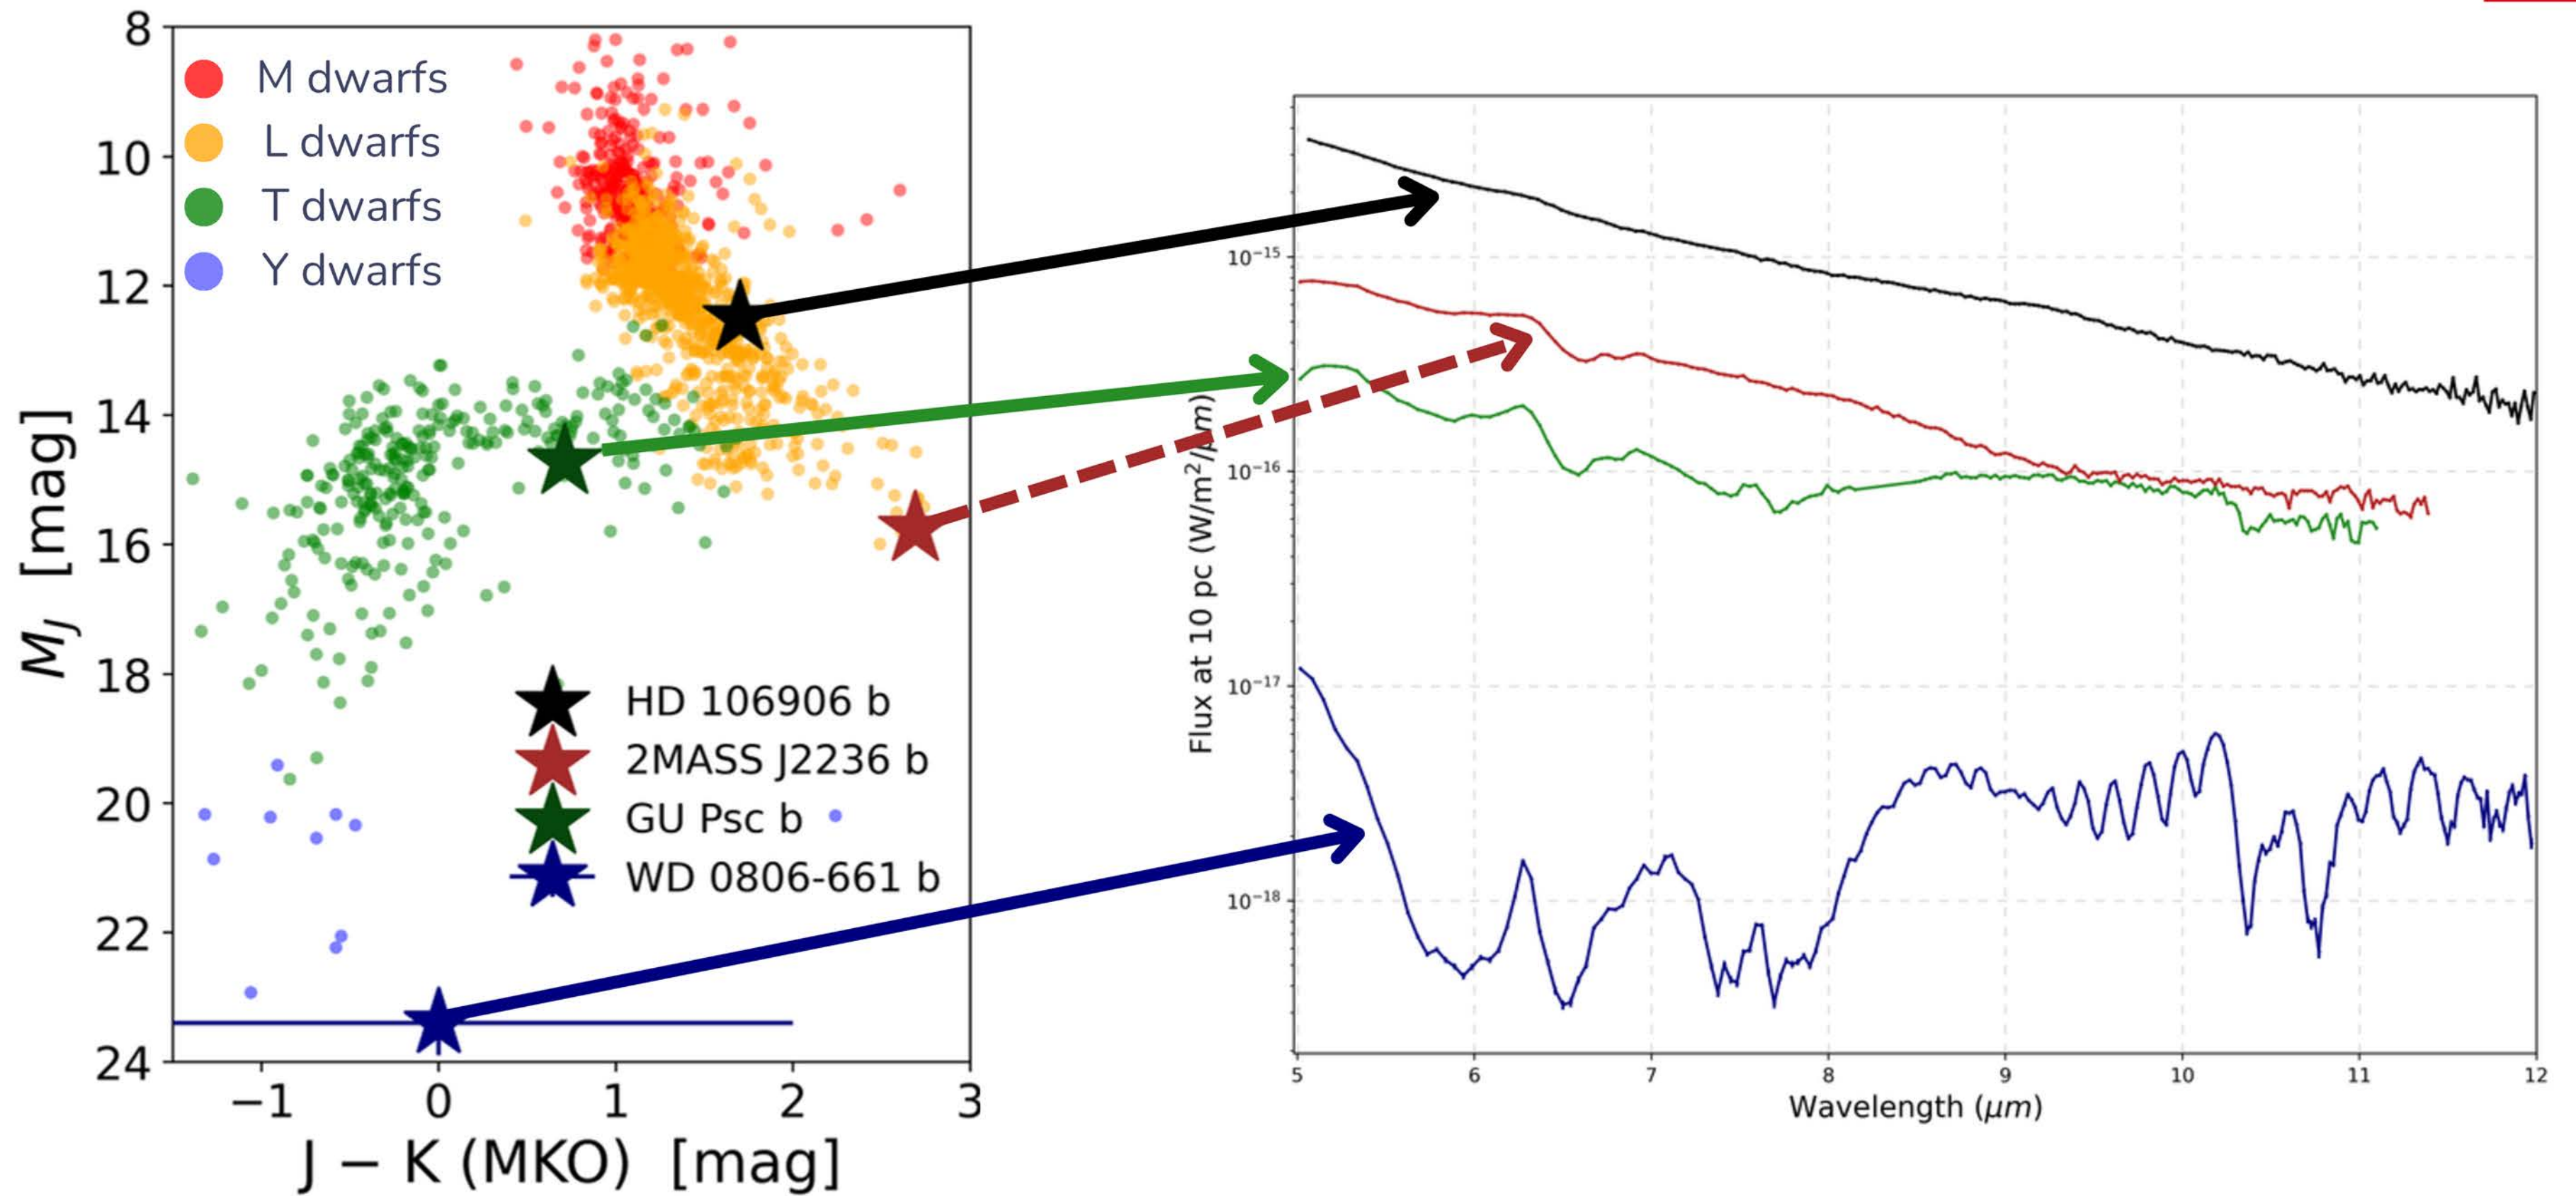 8
10
12
14
16
18
20
22
24
M_J [mag]
M dwarfs
L dwarfs
T dwarfs
Y dwarfs
HD 106906 b
2MASS J2236 b
GU Psc b
WD 0806-661 b
−1 0 1 2 3
J − K (MKO) [mag]
10⁻¹⁵
10⁻¹⁶
10⁻¹⁷
10⁻¹⁸
Flux at 10 pc (W/m²/μm)
5 6 7 8 9 10 11 12
Wavelength (μm)